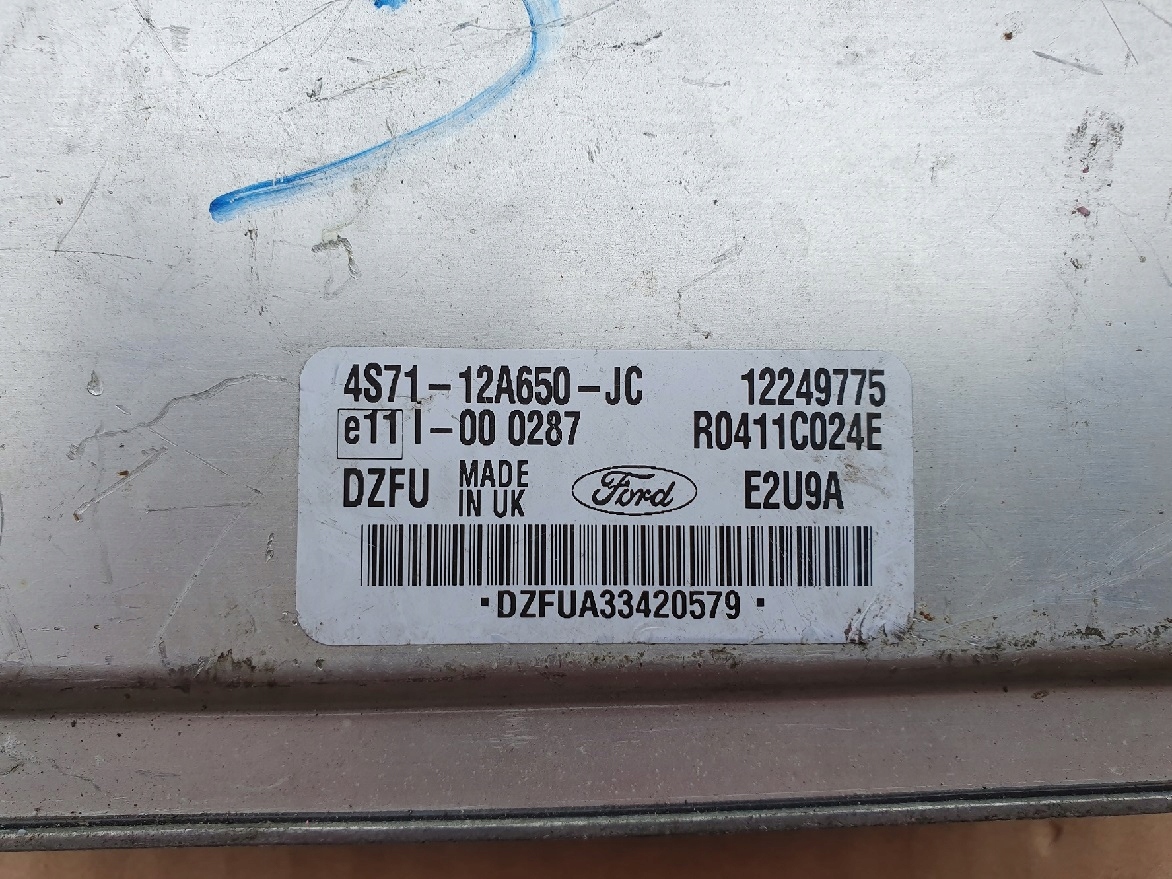 4S71-12A650-JC 12249775
e11 I-00 0287 R0411C024E
DZFU MADE IN UK Ford E2U9A
·DZFUA33420579·